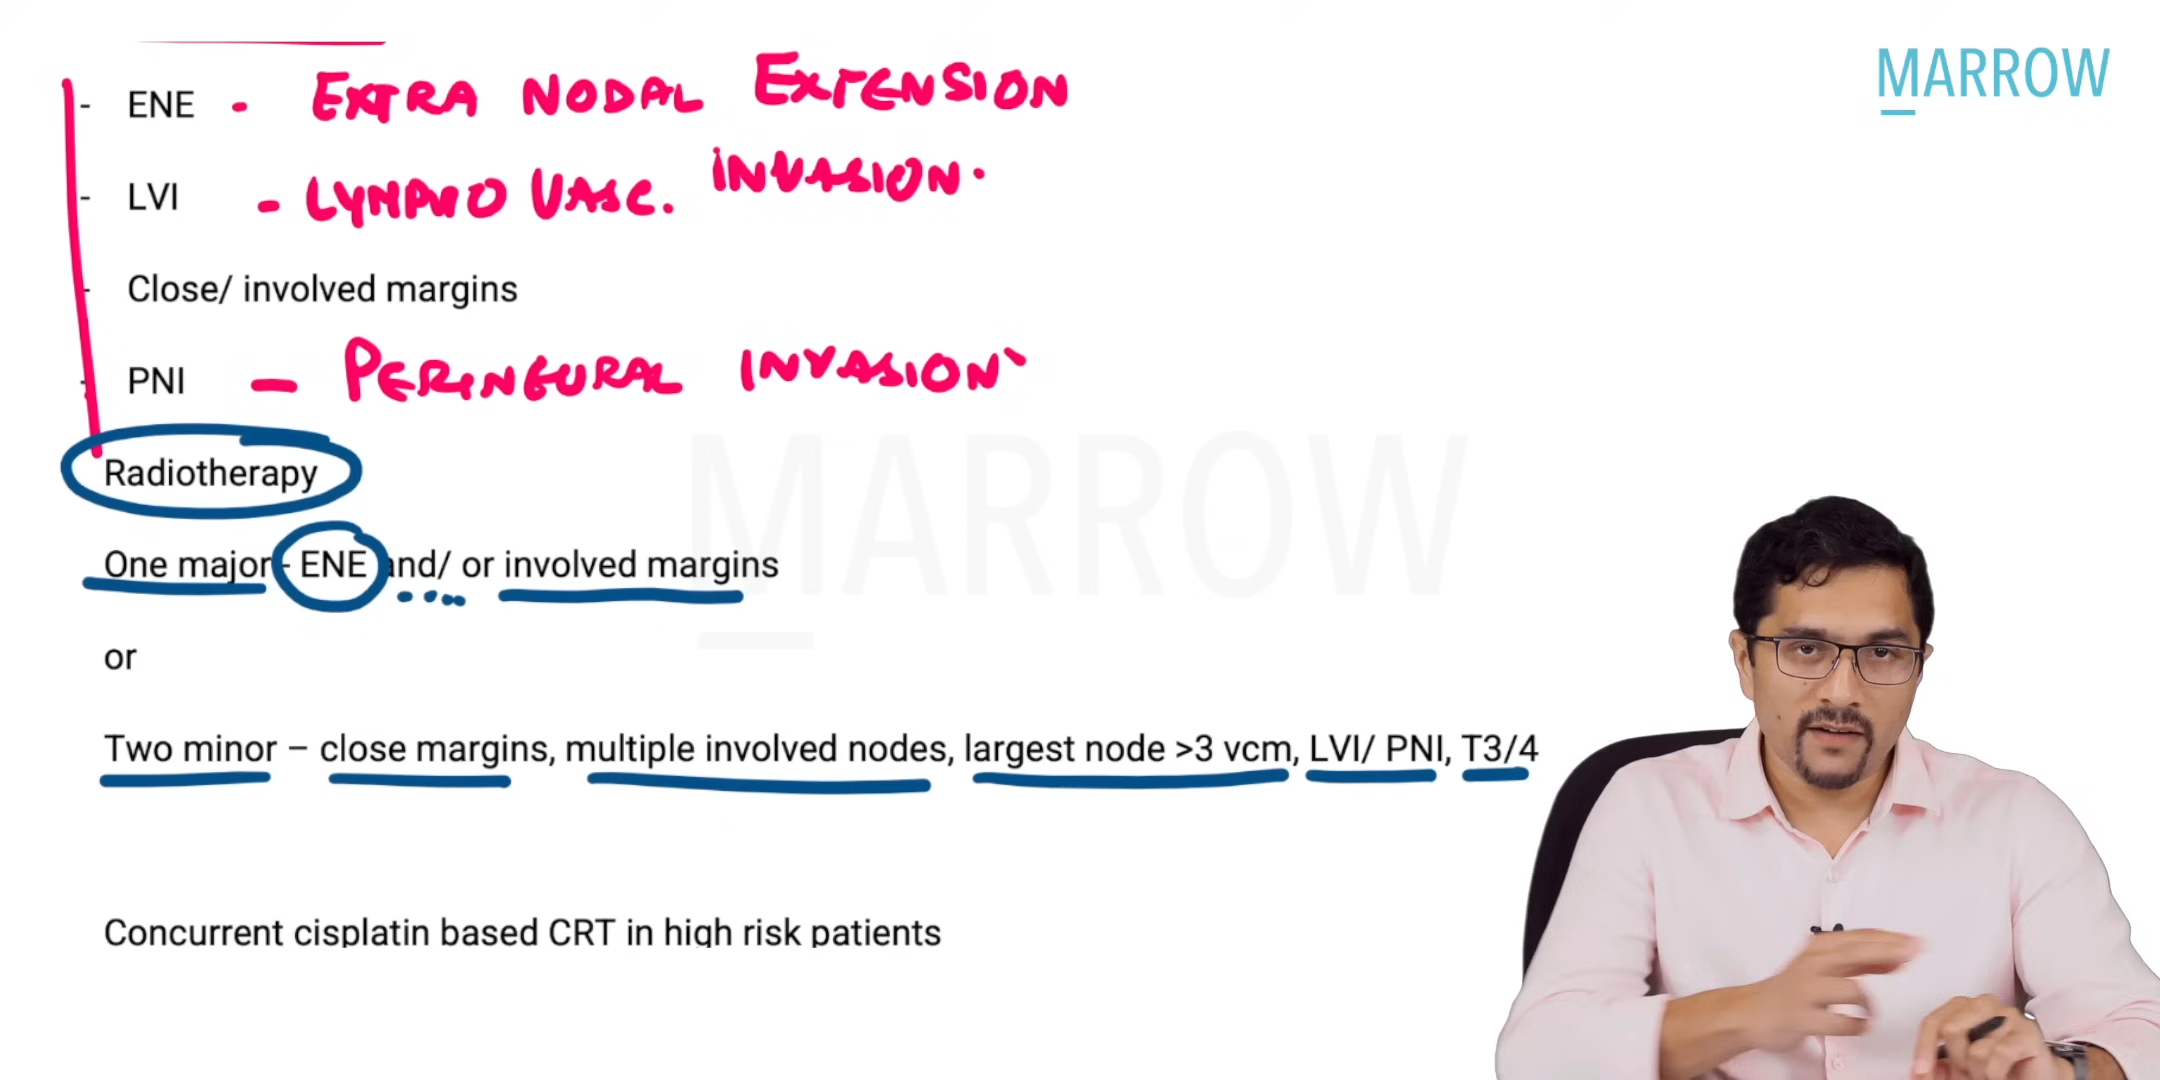 MARROW
- ENE - EXTRA NODAL EXTENSION
- LVI - LYMPHO VASC. INVASION.
- Close/ involved margins
- PNI - PERINEURAL INVASION
Radiotherapy
One major - ENE and/ or involved margins
or
Two minor – close margins, multiple involved nodes, largest node >3 vcm, LVI/ PNI, T3/4
Concurrent cisplatin based CRT in high risk patients
MARROW